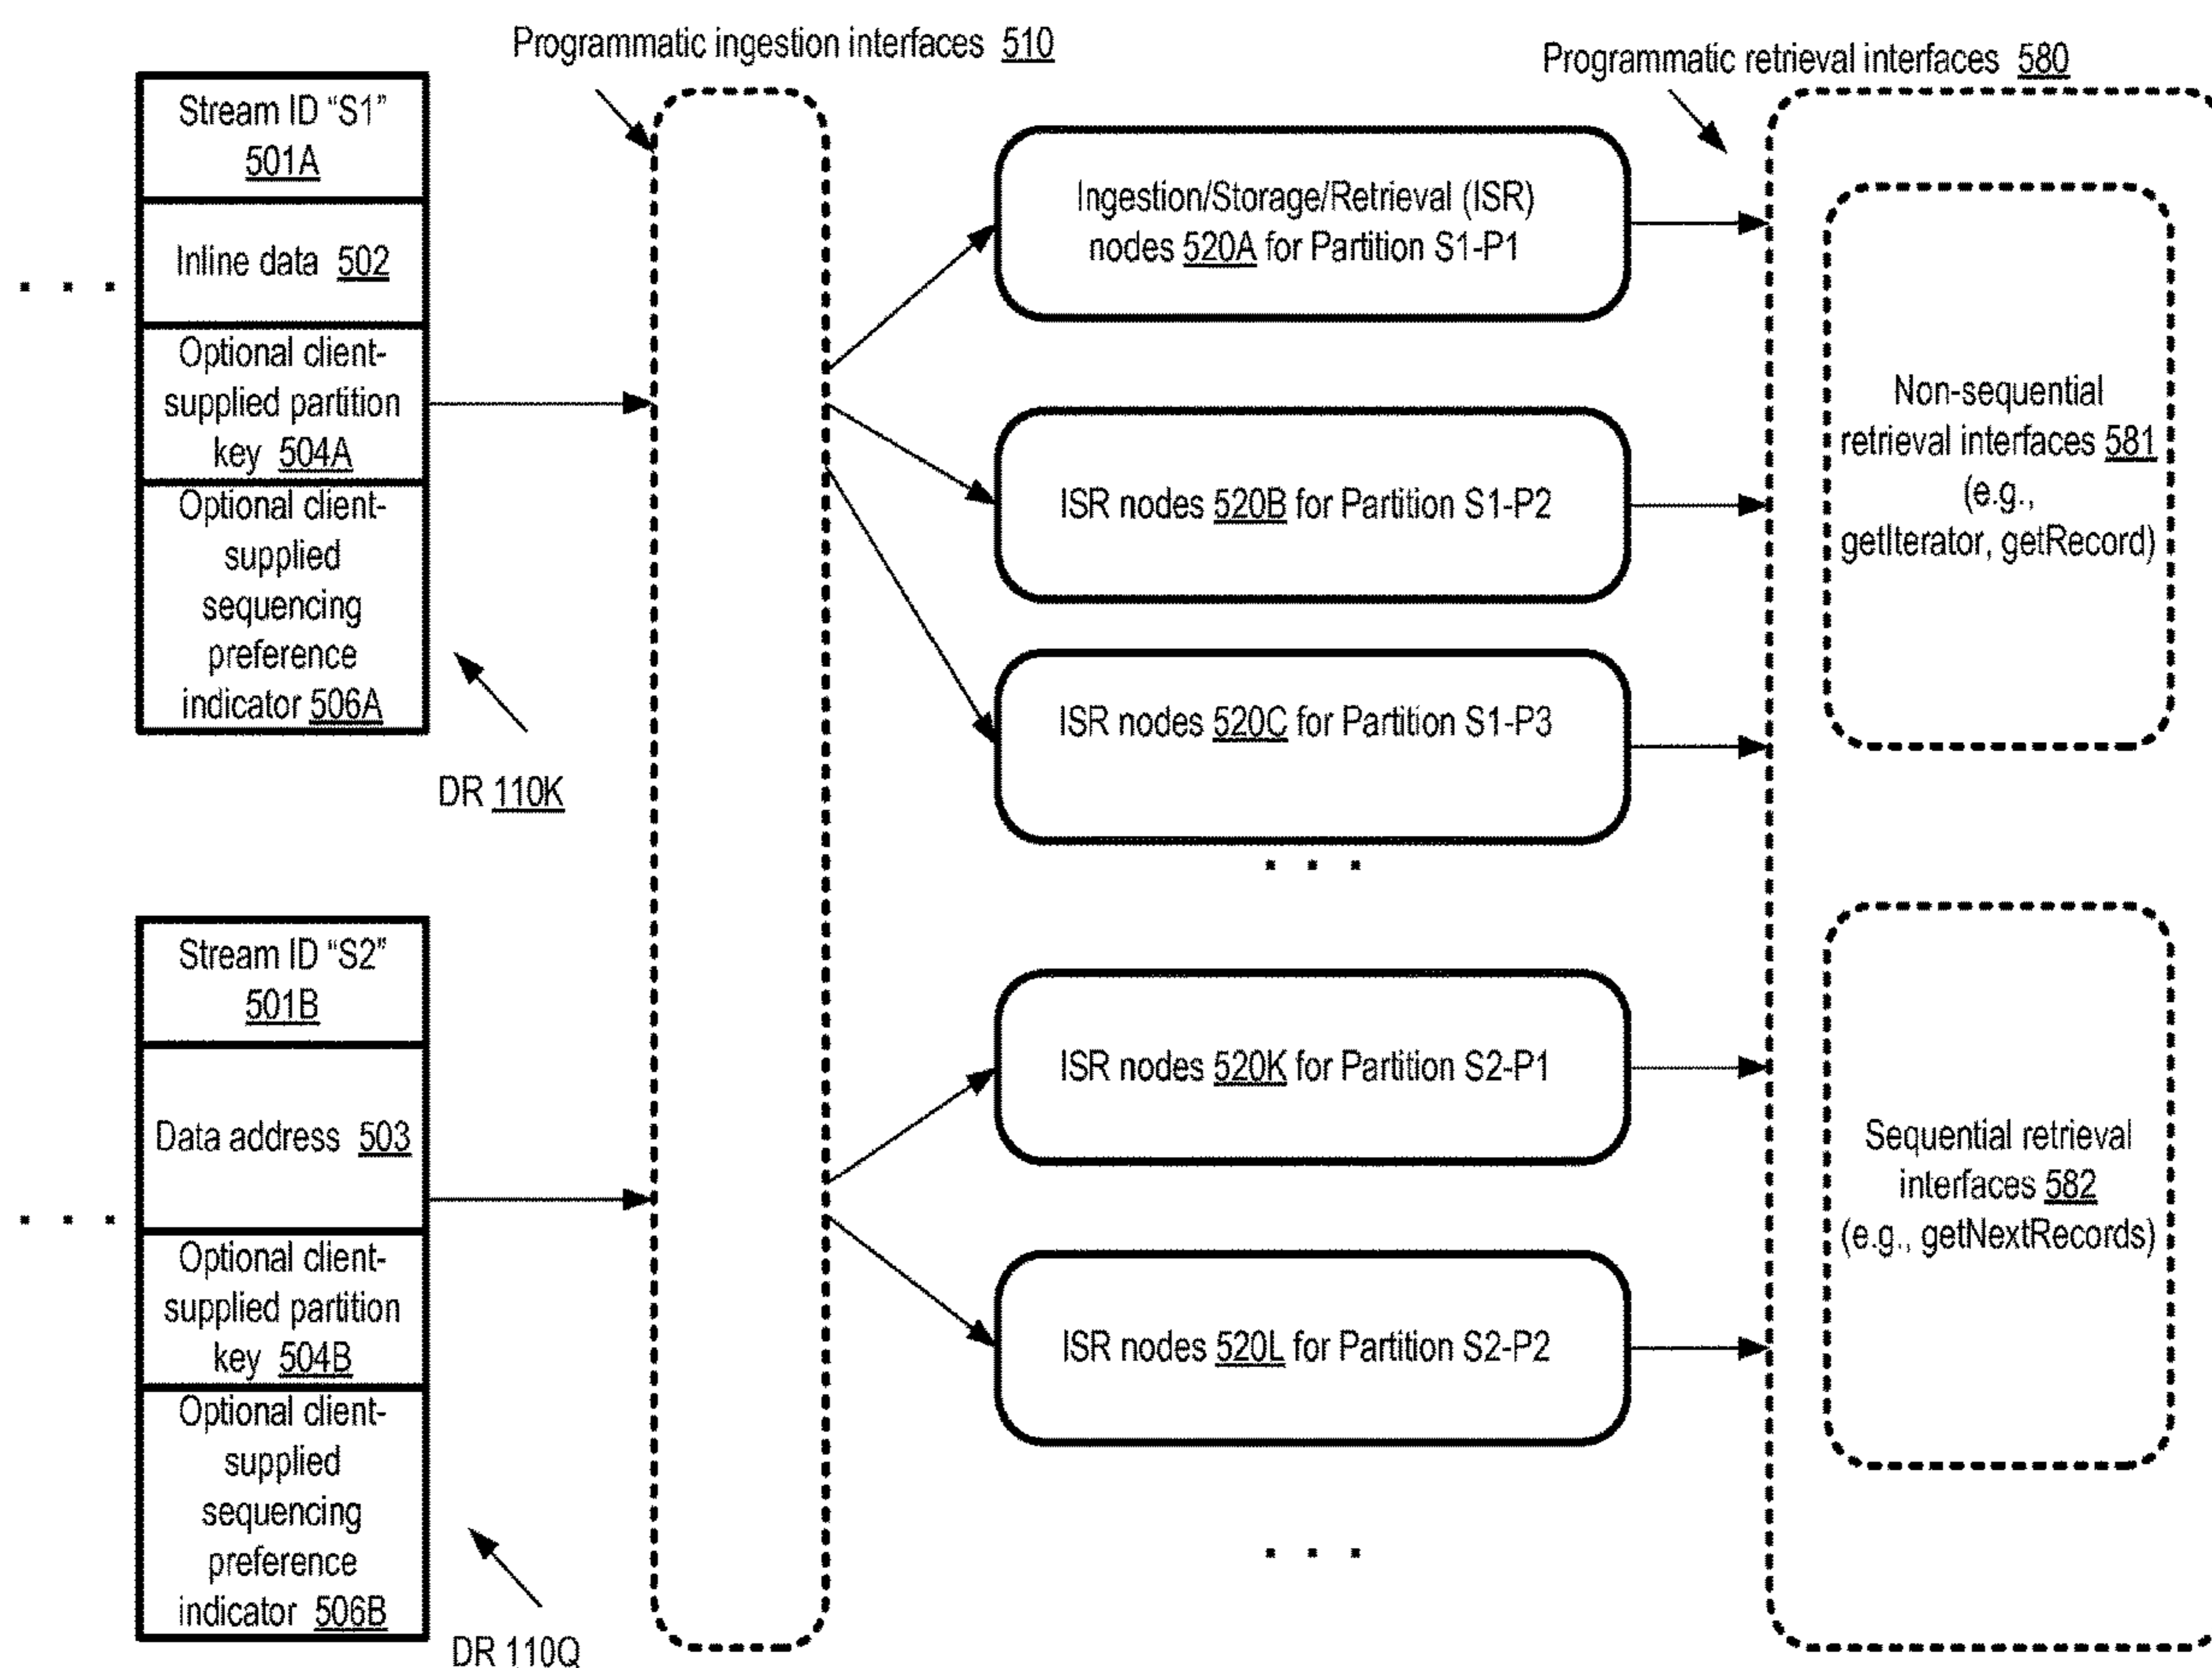 Programmatic ingestion interfaces 510
Programmatic retrieval interfaces 580
Stream ID “S1”
501A
Inline data 502
Optional client-
supplied partition
key 504A
Optional client-
supplied
sequencing
preference
indicator 506A
DR 110K
Stream ID “S2”
501B
Data address 503
Optional client-
supplied partition
key 504B
Optional client-
supplied
sequencing
preference
indicator 506B
DR 110Q
Ingestion/Storage/Retrieval (ISR)
nodes 520A for Partition S1-P1
ISR nodes 520B for Partition S1-P2
ISR nodes 520C for Partition S1-P3
. . .
ISR nodes 520K for Partition S2-P1
ISR nodes 520L for Partition S2-P2
. . .
Non-sequential
retrieval interfaces 581
(e.g.,
getIterator, getRecord)
Sequential retrieval
interfaces 582
(e.g., getNextRecords)